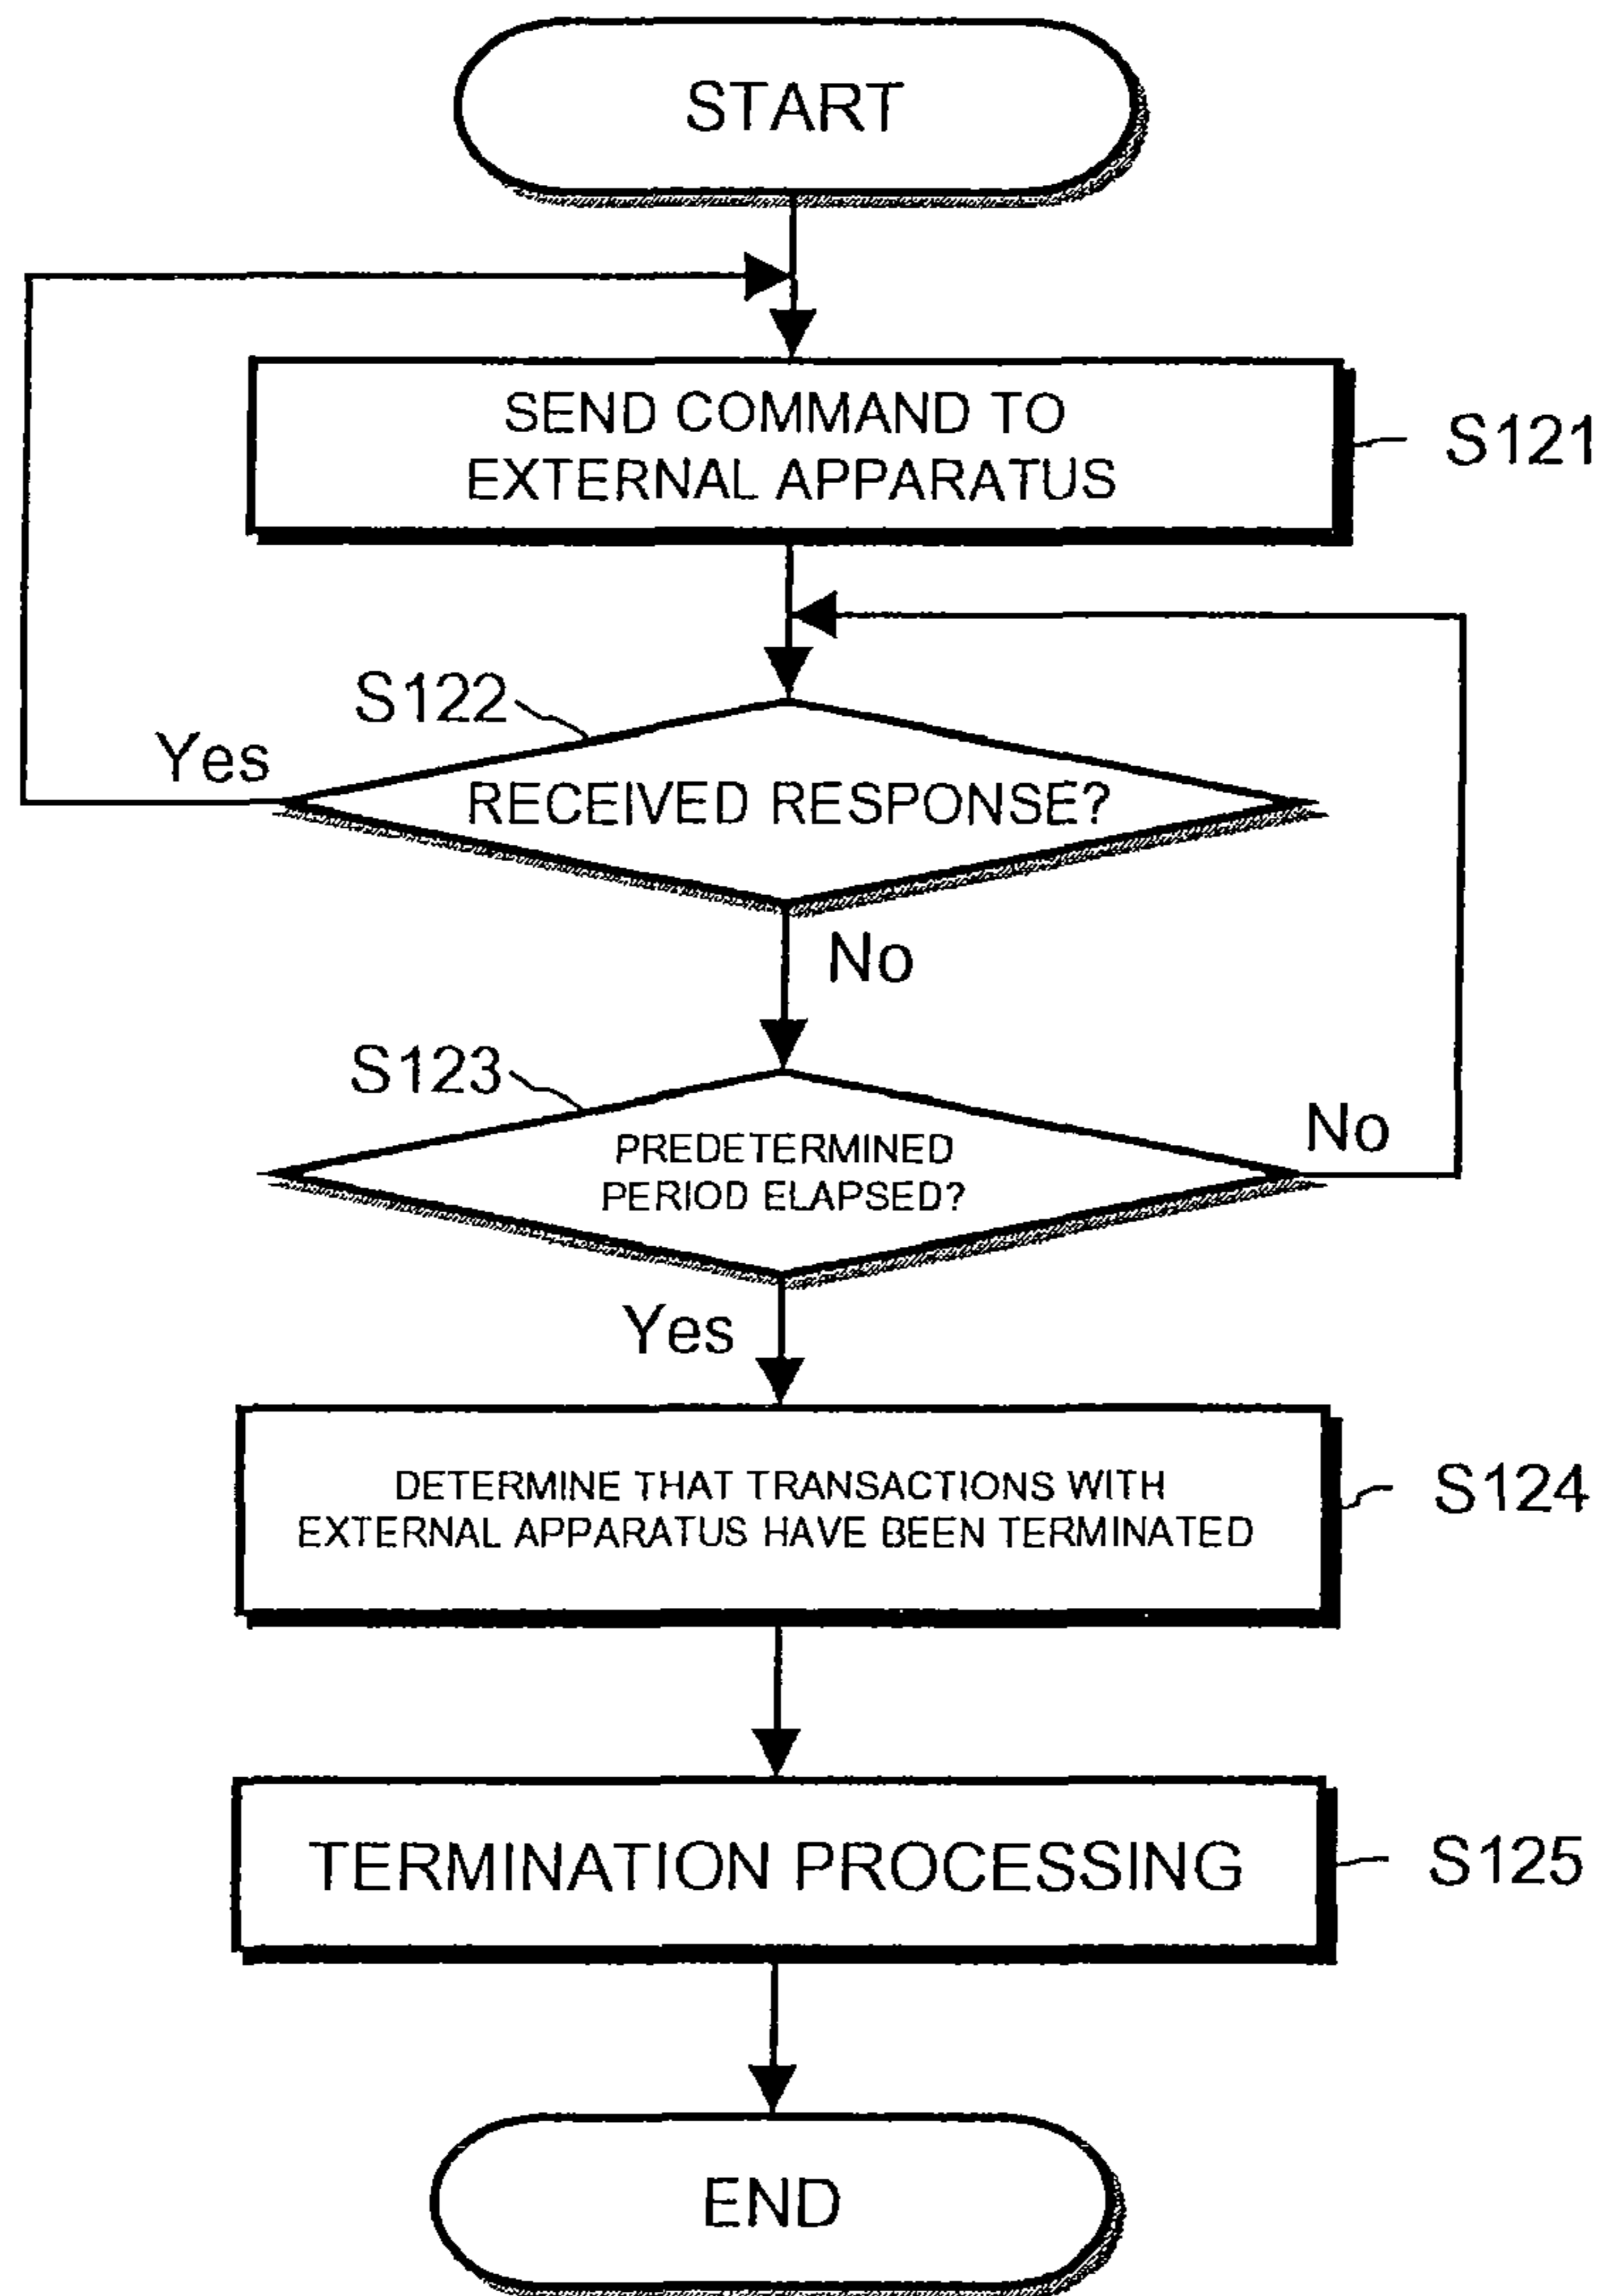 START
SEND COMMAND TO
EXTERNAL APPARATUS
S121
S122
Yes
RECEIVED RESPONSE?
No
S123
PREDETERMINED
PERIOD ELAPSED?
No
Yes
DETERMINE THAT TRANSACTIONS WITH
EXTERNAL APPARATUS HAVE BEEN TERMINATED
S124
TERMINATION PROCESSING
S125
END